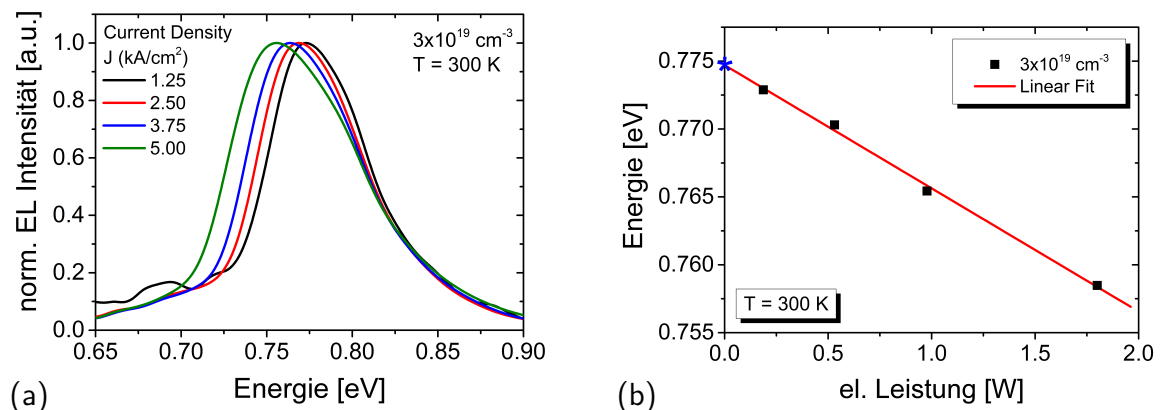 Current Density
J (kA/cm²)
1.25
2.50
3.75
5.00
3x10¹⁹ cm⁻³
T = 300 K
norm. EL Intensität [a.u.]
1.0
0.8
0.6
0.4
0.2
0.0
0.65 0.70 0.75 0.80 0.85 0.90
Energie [eV]
(a)
3x10¹⁹ cm⁻³
Linear Fit
Energie [eV]
0.775
0.770
0.765
0.760
0.755
T = 300 K
0.0 0.5 1.0 1.5 2.0
el. Leistung [W]
(b)